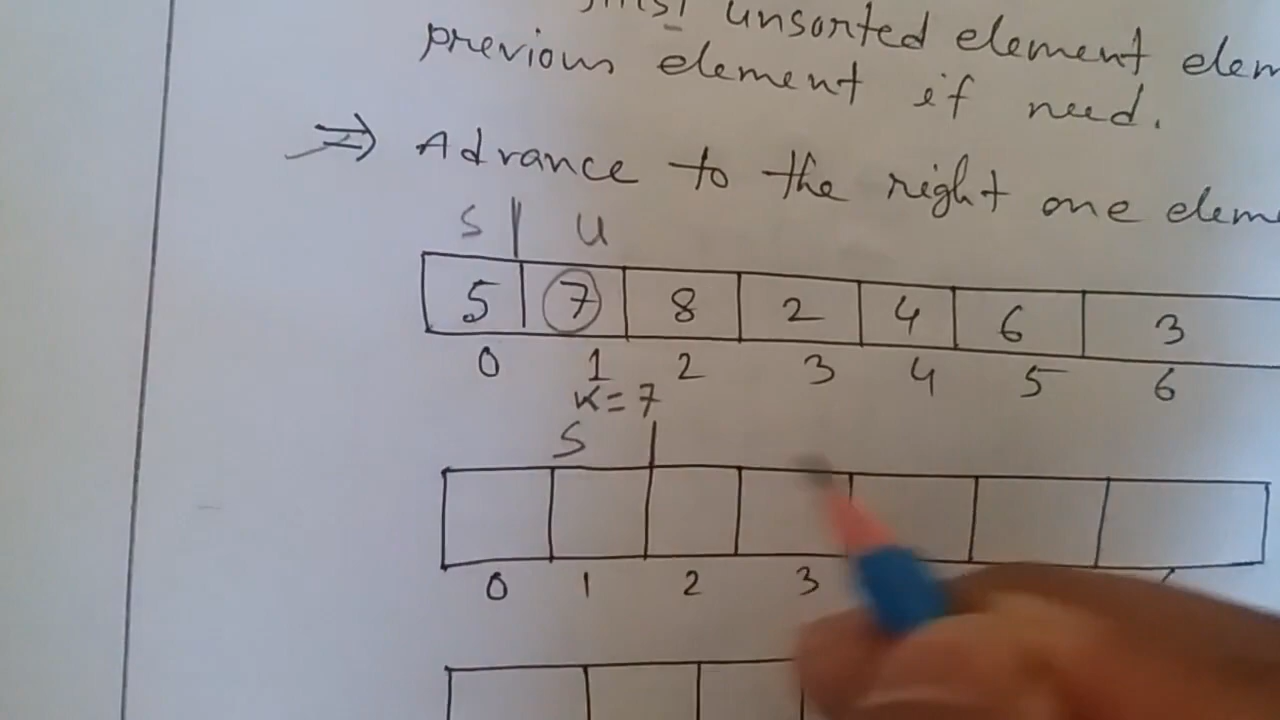 unsorted element
previous element if need.
⇒ Advance to the right one
S | U
5 7 8 2 4 6 3
0 1 2 3 4 5 6
K=7
S |
0 1 2 3